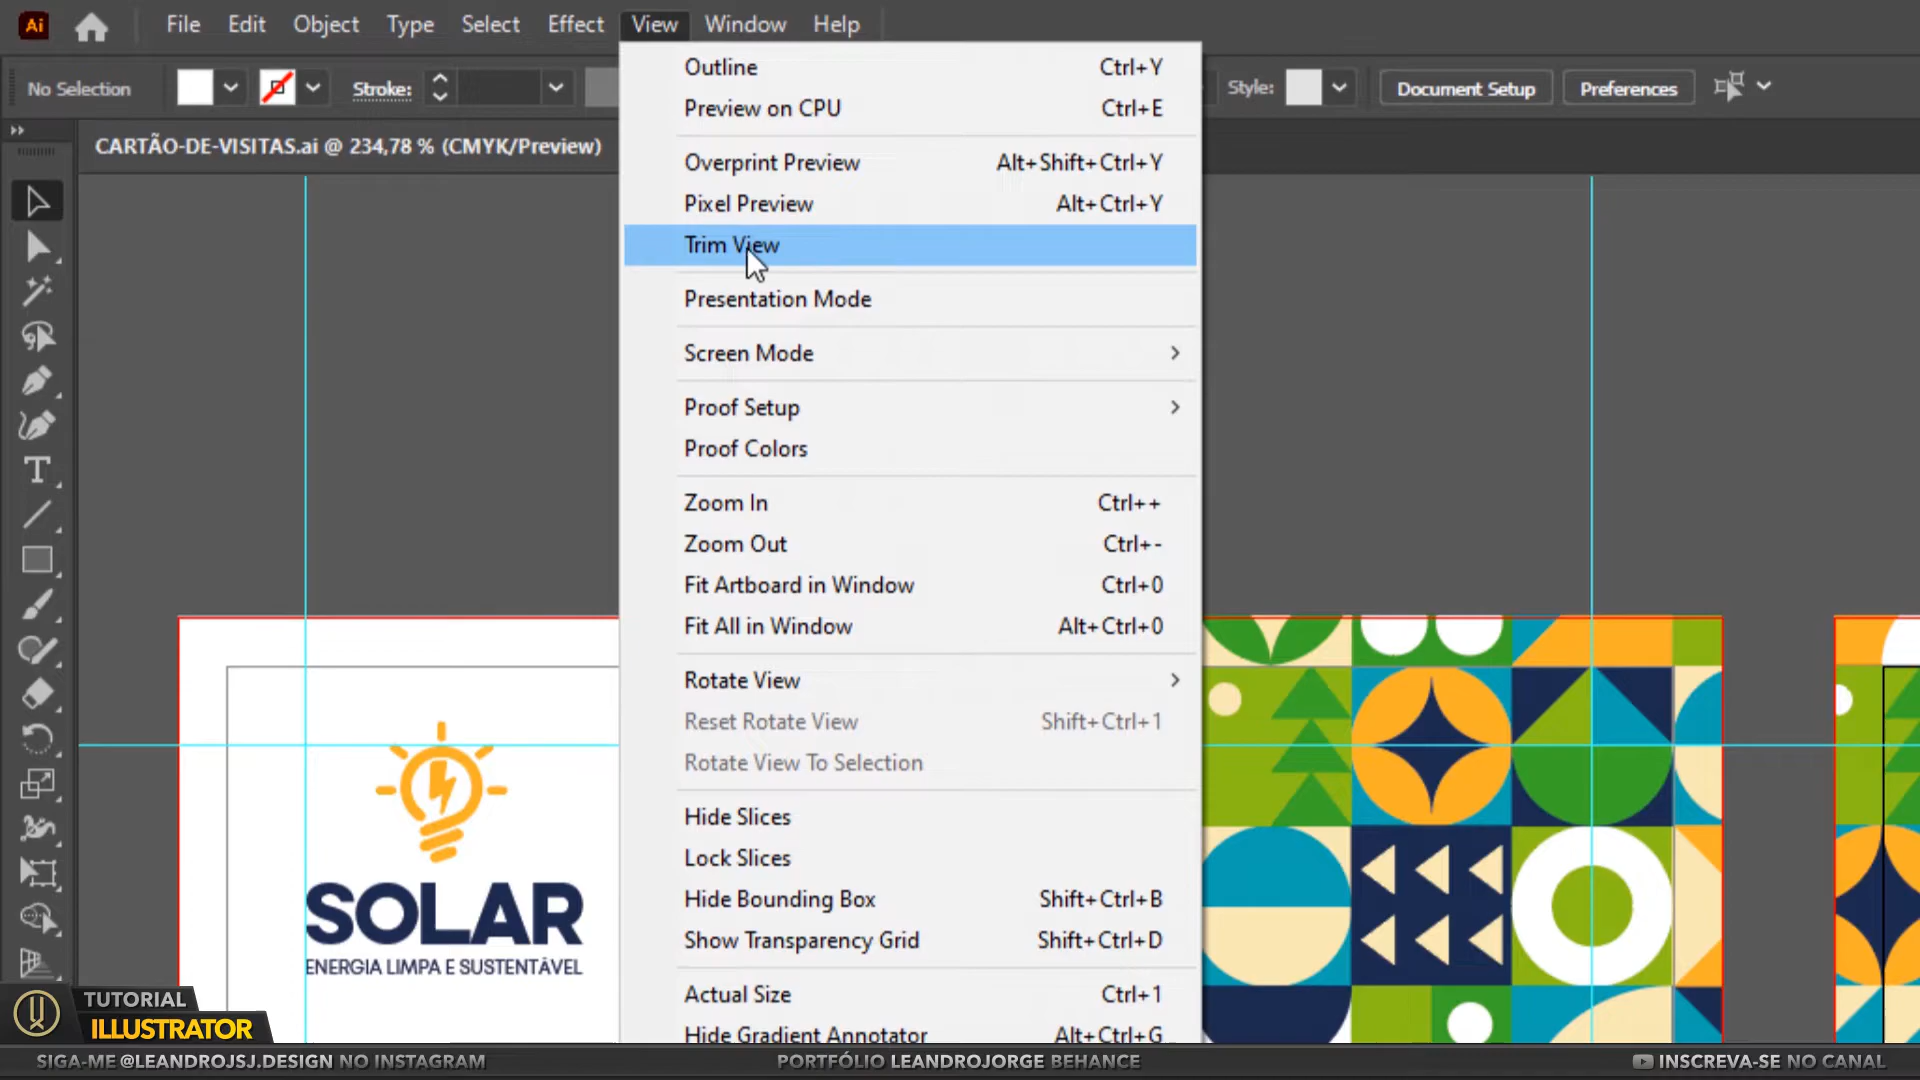 Ai File Edit Object Type Select Effect View Window Help
No Selection Stroke: Style: Document Setup Preferences
CARTÃO-DE-VISITAS.ai @ 234,78 % (CMYK/Preview)
Outline Ctrl+Y
Preview on CPU Ctrl+E
Overprint Preview Alt+Shift+Ctrl+Y
Pixel Preview Alt+Ctrl+Y
Trim View
Presentation Mode
Screen Mode
Proof Setup
Proof Colors
Zoom In Ctrl++
Zoom Out Ctrl+-
Fit Artboard in Window Ctrl+0
Fit All in Window Alt+Ctrl+0
Rotate View
Reset Rotate View Shift+Ctrl+1
Rotate View To Selection
Hide Slices
Lock Slices
Hide Bounding Box Shift+Ctrl+B
Show Transparency Grid Shift+Ctrl+D
Actual Size Ctrl+1
Hide Gradient Annotator Alt+Ctrl+G
SOLAR
ENERGIA LIMPA E SUSTENTÁVEL
TUTORIAL
ILLUSTRATOR
SIGA-ME @LEANDROJSJ.DESIGN NO INSTAGRAM
PORTFÓLIO LEANDROJORGE BEHANCE
INSCREVA-SE NO CANAL